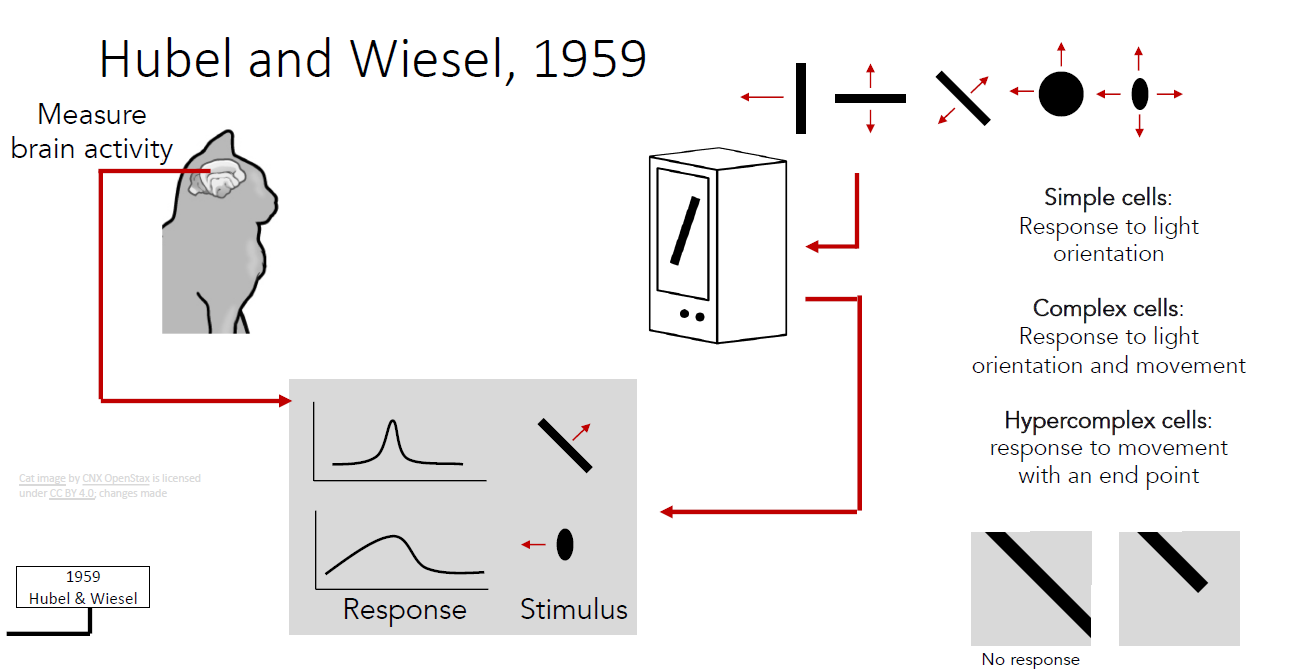 Hubel and Wiesel, 1959
Measure
brain activity
Simple cells:
Response to light
orientation
Complex cells:
Response to light
orientation and movement
Hypercomplex cells:
response to movement
with an end point
No response
Response
Stimulus
Cat image by CNX OpenStax is licensed
under CC BY 4.0; changes made
1959
Hubel & Wiesel